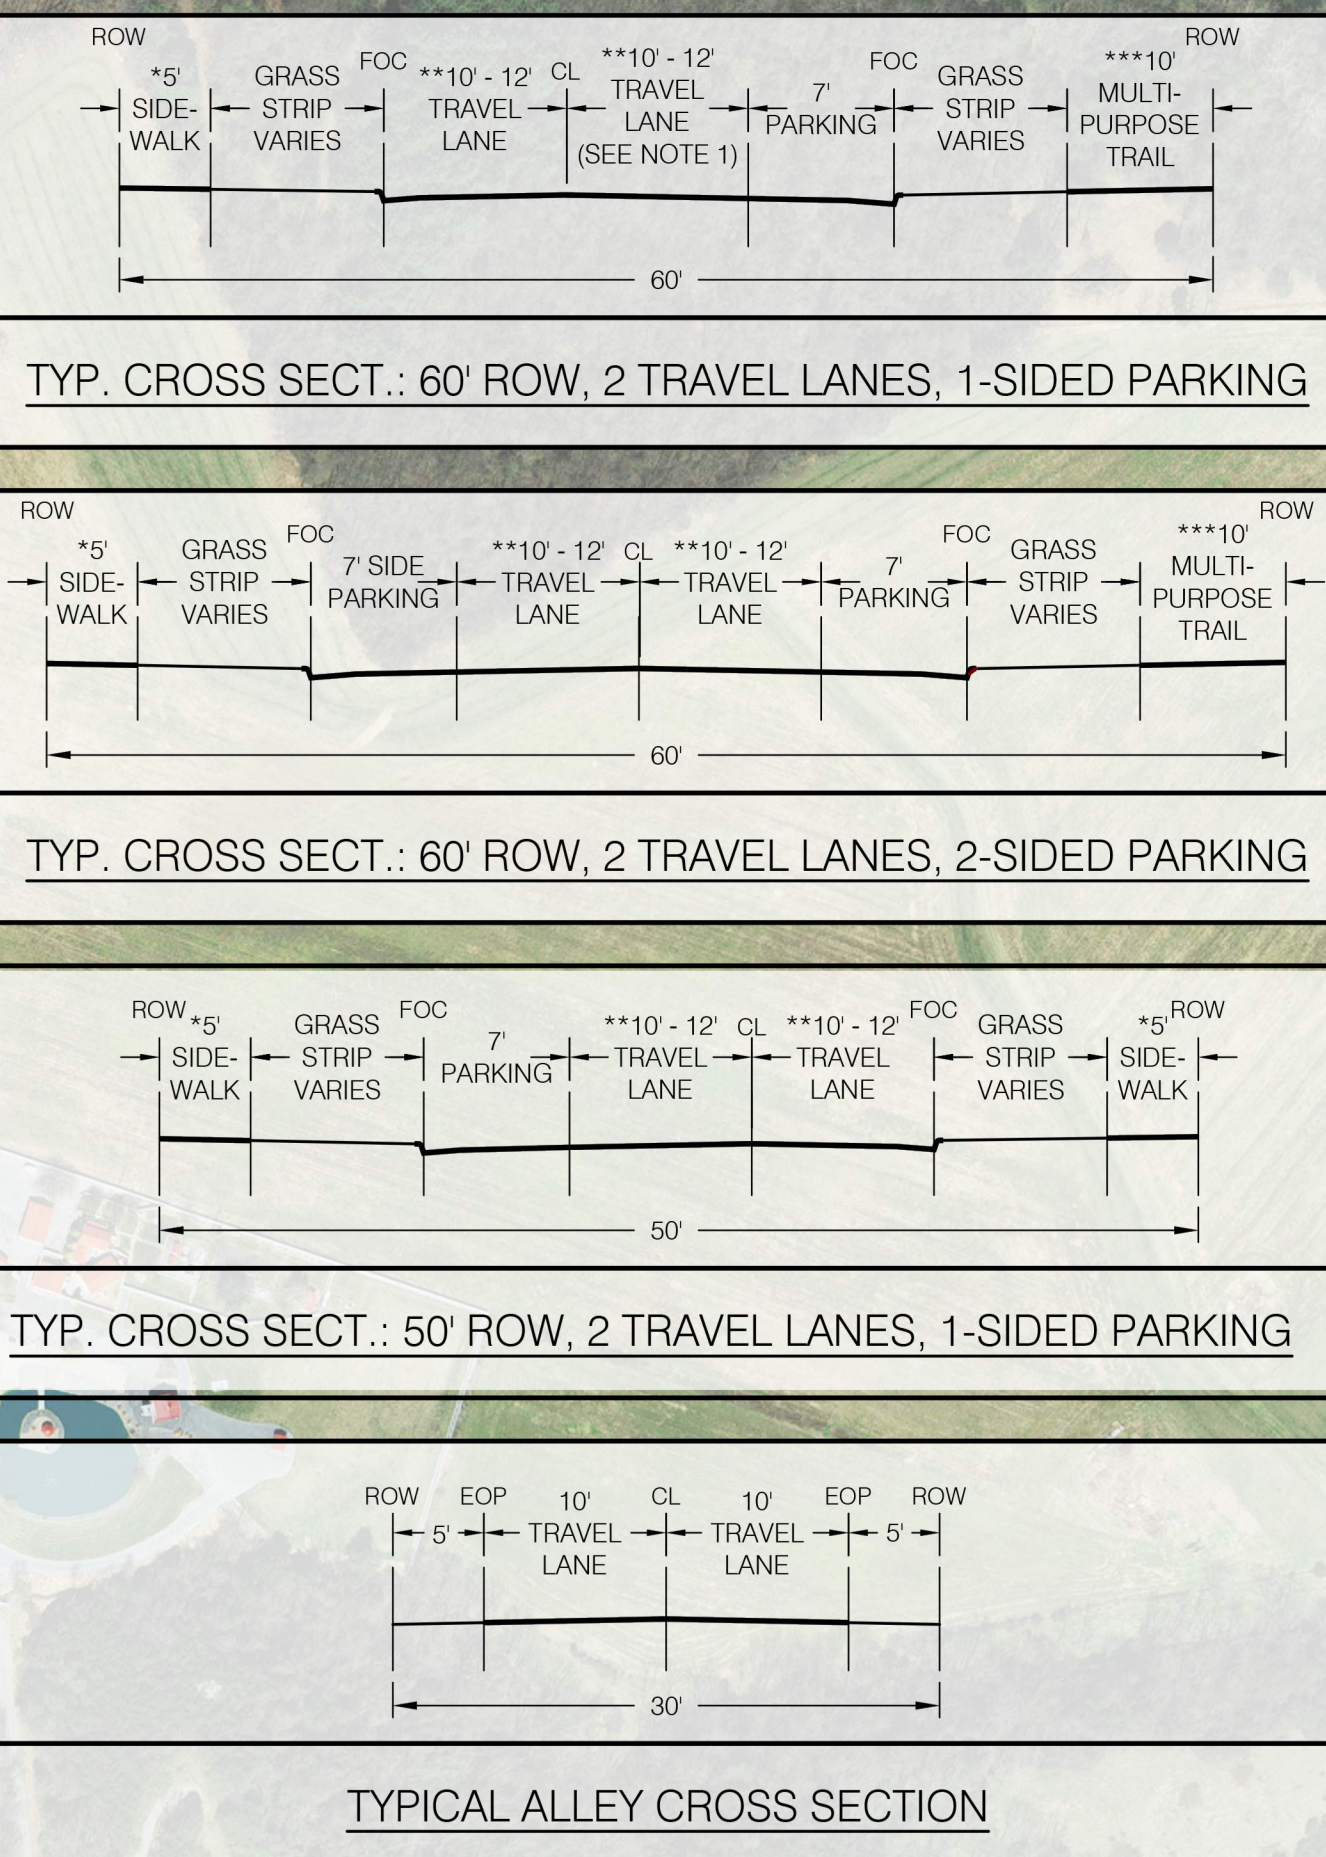 ROW
*5'
SIDE-
WALK
GRASS
STRIP
VARIES
FOC
**10' - 12'
TRAVEL
LANE
CL
**10' - 12'
TRAVEL
LANE
(SEE NOTE 1)
7'
PARKING
FOC
GRASS
STRIP
VARIES
***10'
MULTI-
PURPOSE
TRAIL
ROW
60'
TYP. CROSS SECT.: 60' ROW, 2 TRAVEL LANES, 1-SIDED PARKING
ROW
*5'
SIDE-
WALK
GRASS
STRIP
VARIES
FOC
7' SIDE
PARKING
**10' - 12'
TRAVEL
LANE
CL
**10' - 12'
TRAVEL
LANE
7'
PARKING
FOC
GRASS
STRIP
VARIES
***10'
MULTI-
PURPOSE
TRAIL
ROW
60'
TYP. CROSS SECT.: 60' ROW, 2 TRAVEL LANES, 2-SIDED PARKING
ROW
*5'
SIDE-
WALK
GRASS
STRIP
VARIES
FOC
7'
PARKING
**10' - 12'
TRAVEL
LANE
CL
**10' - 12'
TRAVEL
LANE
FOC
GRASS
STRIP
VARIES
*5'
SIDE-
WALK
ROW
50'
TYP. CROSS SECT.: 50' ROW, 2 TRAVEL LANES, 1-SIDED PARKING
ROW
5'
EOP
10'
TRAVEL
LANE
CL
10'
TRAVEL
LANE
EOP
5'
ROW
30'
TYPICAL ALLEY CROSS SECTION